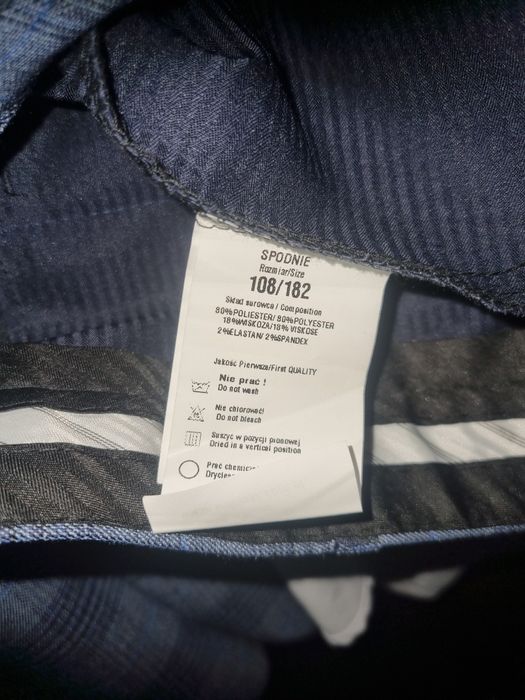 SPODNIE
Rozmiar/Size
108/182
Skład surowca / Composition
80%POLIESTER/ 80%POLYESTER
18%WISKOZA/18% VISKOSE
2%ELASTAN/ 2%SPANDEX
Jakość Pierwsza/First QUALITY
Nie prać !
Do not wash
Nie chlorować!
Do not bleach
Suszyc w pozycji pionowej
Dried in a vertical position
Prać